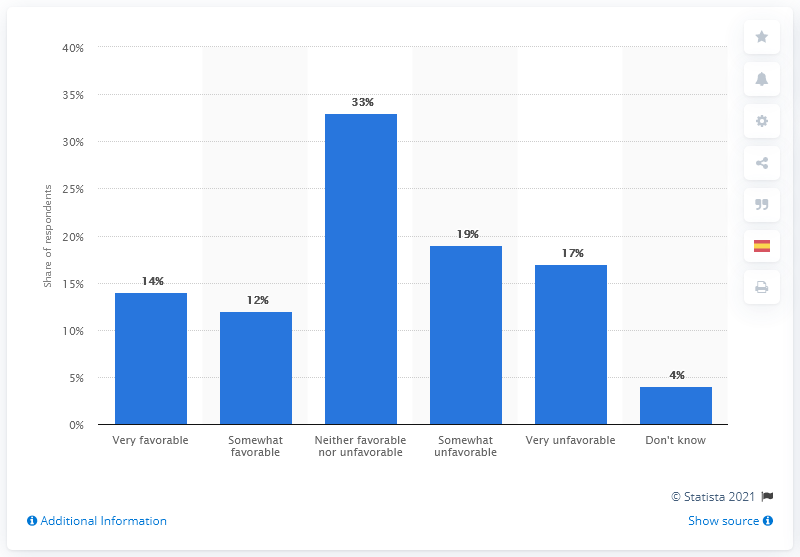 40%
35%
30%
25%
20%
15%
10%
5%
0%
Share of respondents
14%
12%
33%
19%
17%
4%
Very favorable
Somewhat
favorable
Neither favorable
nor unfavorable
Somewhat
unfavorable
Very unfavorable
Don't know
© Statista 2021
Additional Information
Show source